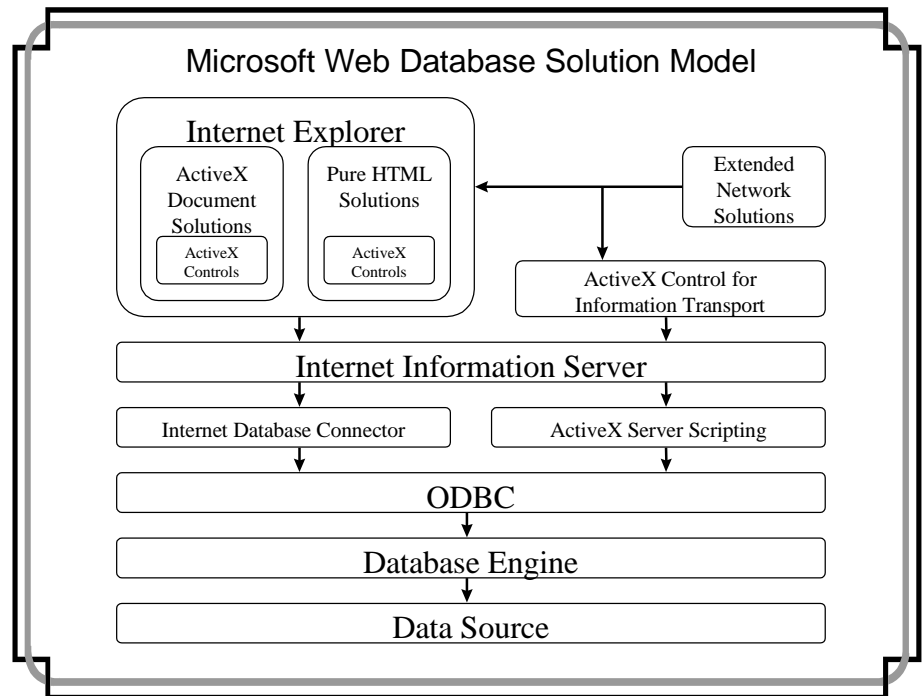 Microsoft Web Database Solution Model
Internet Explorer
ActiveX
Document
Solutions
ActiveX
Controls
Pure HTML
Solutions
ActiveX
Controls
Extended
Network
Solutions
ActiveX Control for
Information Transport
Internet Information Server
Internet Database Connector
ActiveX Server Scripting
ODBC
Database Engine
Data Source